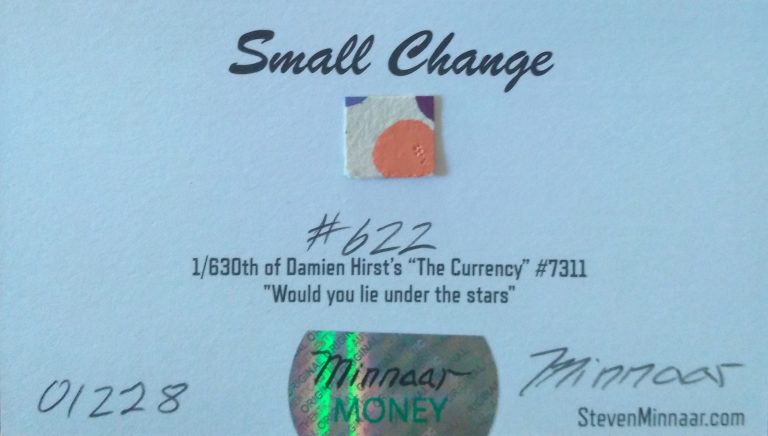 Small Change
#622
1/630th of Damien Hirst's "The Currency" #7311
"Would you lie under the stars"
01228
Minnaar
MONEY
Minnaar
StevenMinnaar.com
ORIGINAL